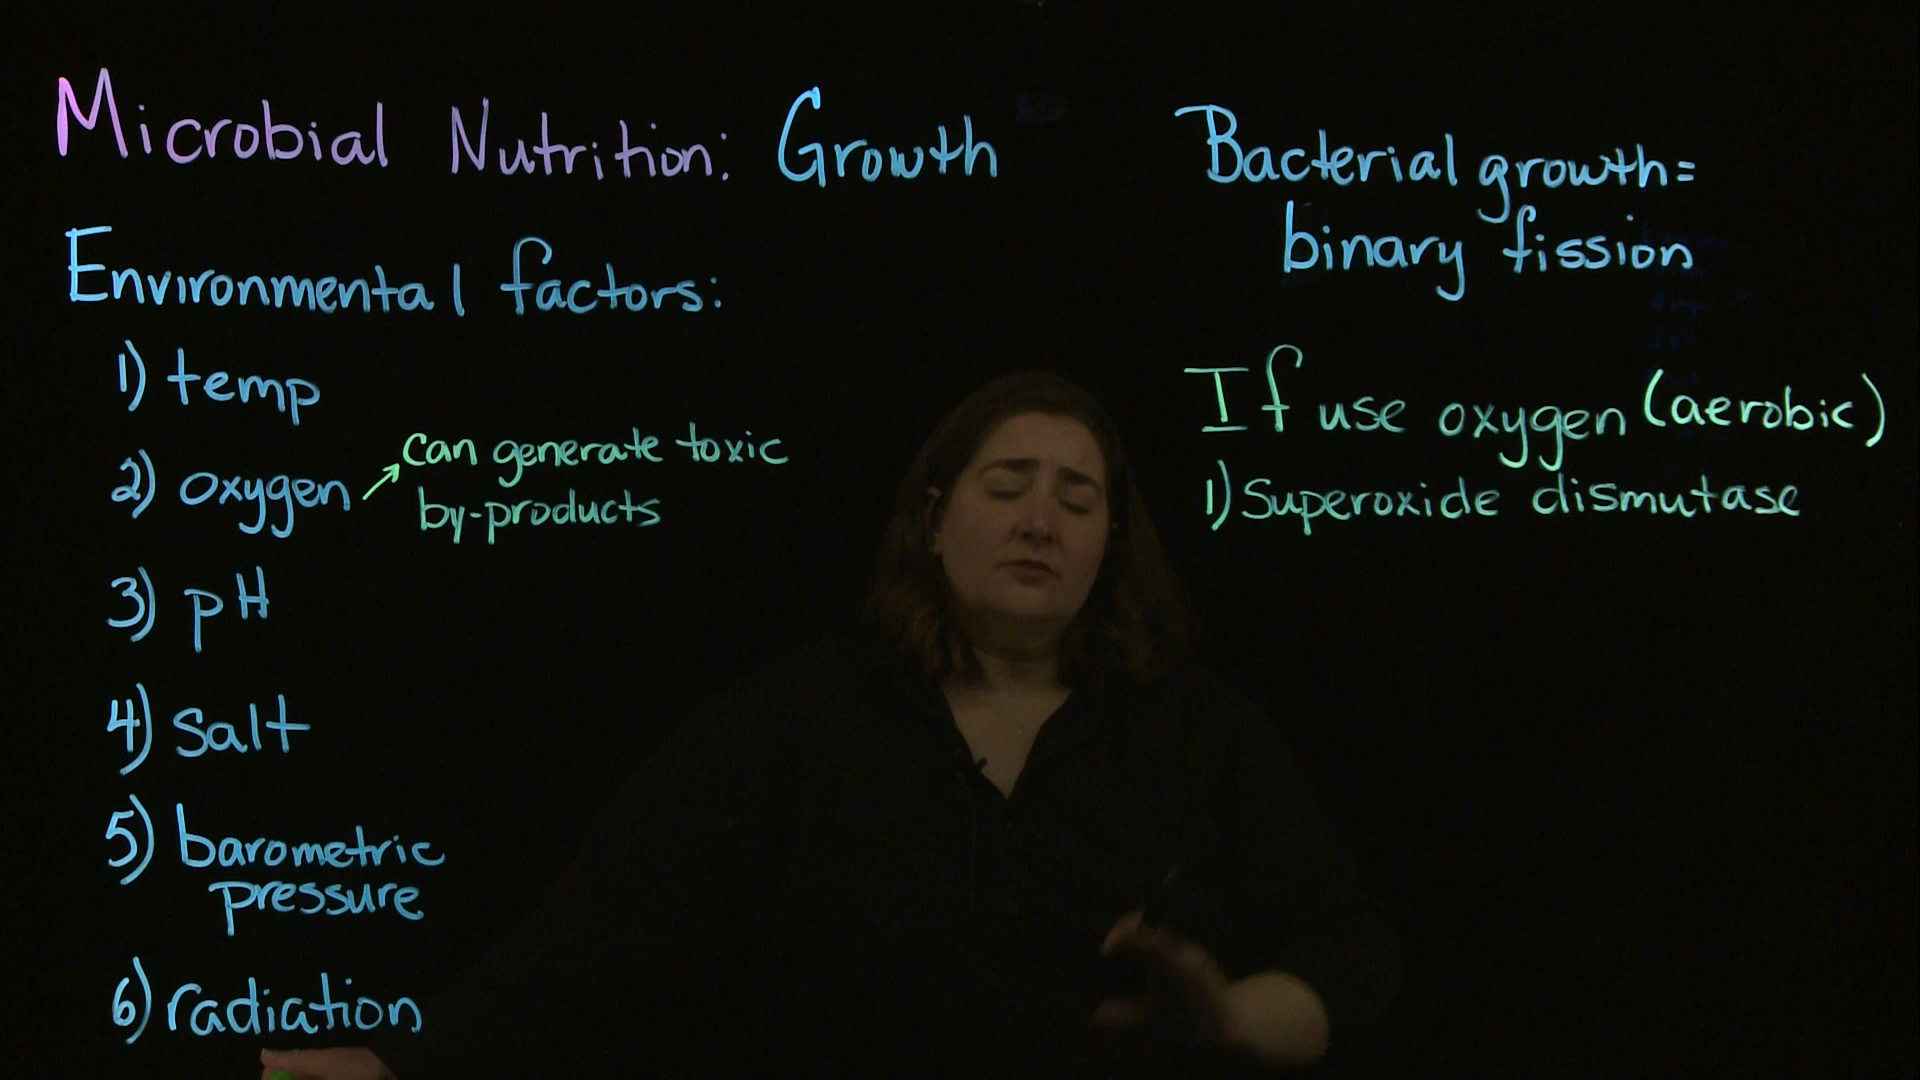 Microbial Nutrition: Growth
Environmental factors:
1) temp
2) oxygen
can generate toxic
by-products
3) pH
4) salt
5) barometric
pressure
6) radiation
Bacterial growth=
binary fission
If use oxygen (aerobic)
1) Superoxide dismutase